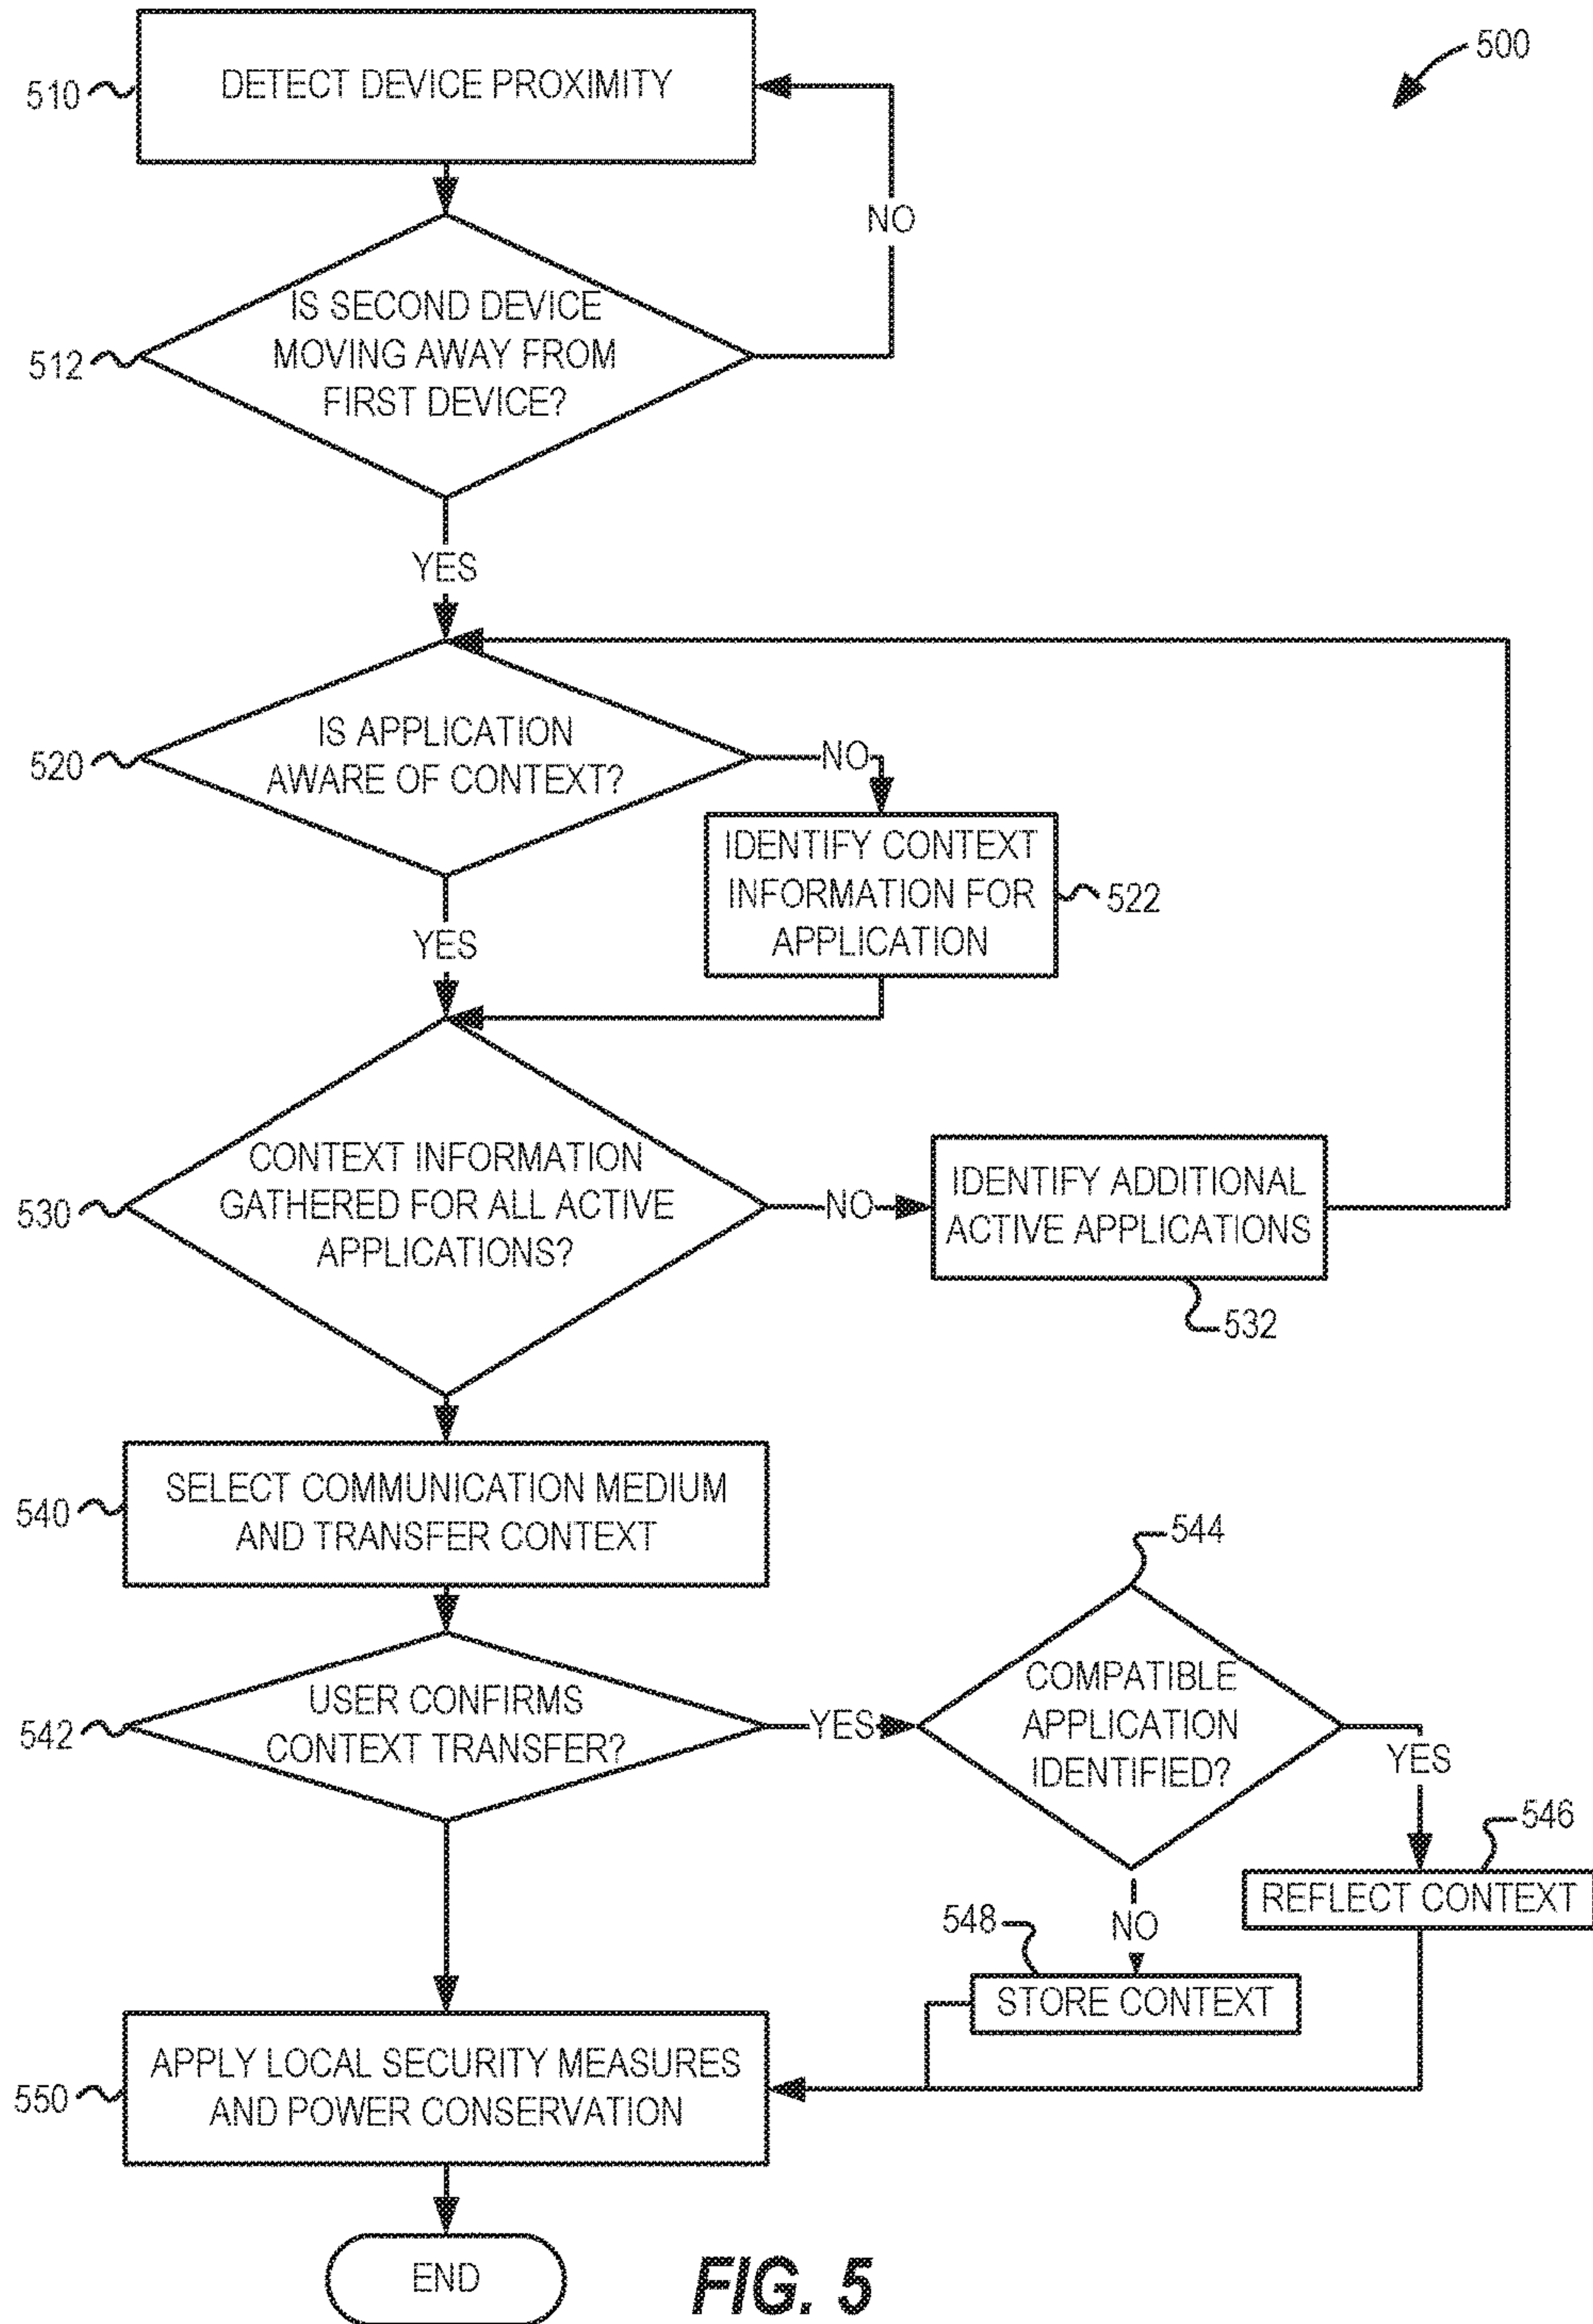 500
510
DETECT DEVICE PROXIMITY
NO
512
IS SECOND DEVICE
MOVING AWAY FROM
FIRST DEVICE?
YES
520
IS APPLICATION
AWARE OF CONTEXT?
NO
IDENTIFY CONTEXT
INFORMATION FOR
APPLICATION
522
YES
530
CONTEXT INFORMATION
GATHERED FOR ALL ACTIVE
APPLICATIONS?
NO
IDENTIFY ADDITIONAL
ACTIVE APPLICATIONS
532
540
SELECT COMMUNICATION MEDIUM
AND TRANSFER CONTEXT
542
USER CONFIRMS
CONTEXT TRANSFER?
YES
544
COMPATIBLE
APPLICATION
IDENTIFIED?
YES
546
REFLECT CONTEXT
NO
548
STORE CONTEXT
550
APPLY LOCAL SECURITY MEASURES
AND POWER CONSERVATION
END
FIG. 5